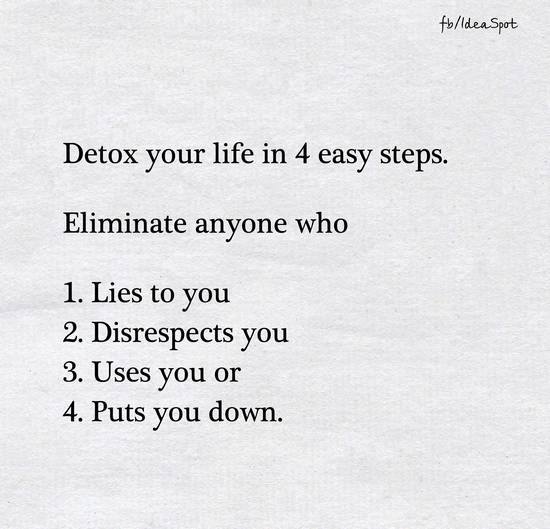 fb/IdeaSpot
Detox your life in 4 easy steps.
Eliminate anyone who
1. Lies to you
2. Disrespects you
3. Uses you or
4. Puts you down.